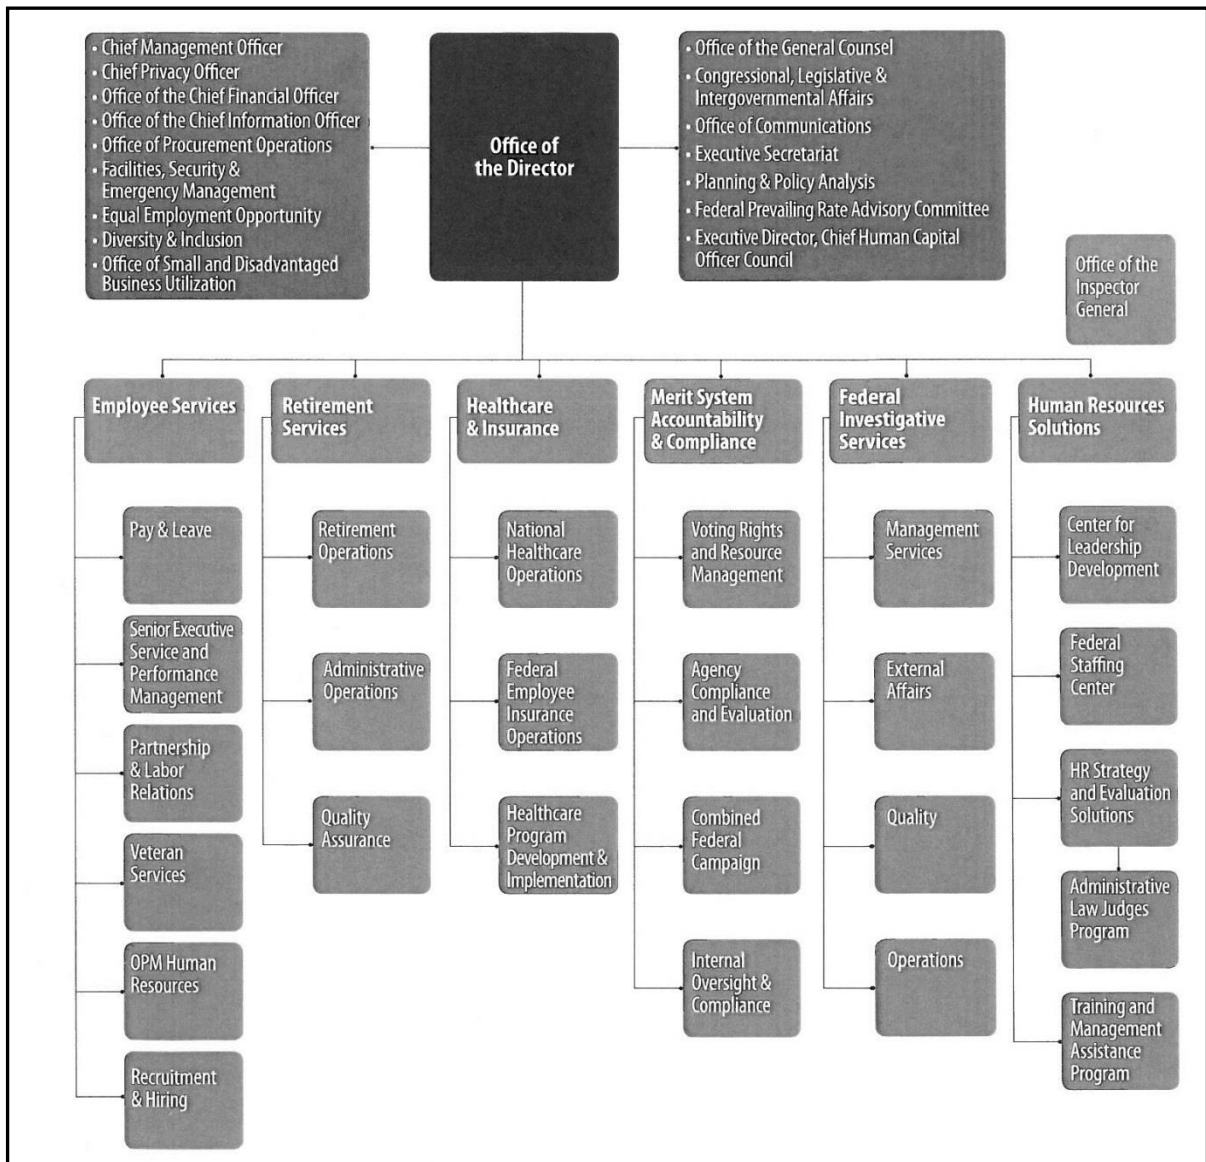 • Chief Management Officer
• Chief Privacy Officer
• Office of the Chief Financial Officer
• Office of the Chief Information Officer
• Office of Procurement Operations
• Facilities, Security &
Emergency Management
• Equal Employment Opportunity
• Diversity & Inclusion
• Office of Small and Disadvantaged
Business Utilization
Office of
the Director
• Office of the General Counsel
• Congressional, Legislative &
Intergovernmental Affairs
• Office of Communications
• Executive Secretariat
• Planning & Policy Analysis
• Federal Prevailing Rate Advisory Committee
• Executive Director, Chief Human Capital
Officer Council
Office of the
Inspector
General
Employee Services
Pay & Leave
Senior Executive
Service and
Performance
Management
Partnership
& Labor
Relations
Veteran
Services
OPM Human
Resources
Recruitment
& Hiring
Retirement
Services
Retirement
Operations
Administrative
Operations
Quality
Assurance
Healthcare
& Insurance
National
Healthcare
Operations
Federal
Employee
Insurance
Operations
Healthcare
Program
Development &
Implementation
Merit System
Accountability
& Compliance
Voting Rights
and Resource
Management
Agency
Compliance
and Evaluation
Combined
Federal
Campaign
Internal
Oversight &
Compliance
Federal
Investigative
Services
Management
Services
External
Affairs
Quality
Operations
Human Resources
Solutions
Center for
Leadership
Development
Federal
Staffing
Center
HR Strategy
and Evaluation
Solutions
Administrative
Law Judges
Program
Training and
Management
Assistance
Program